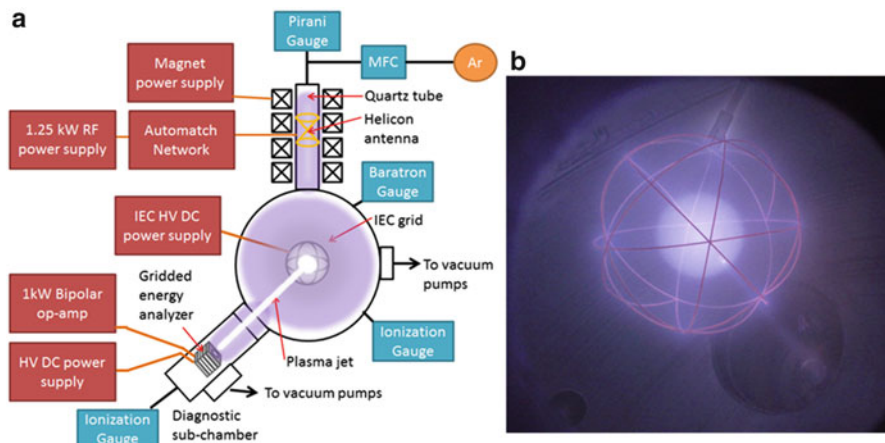 a
Pirani
Gauge
MFC
Ar
Magnet
power supply
Quartz tube
Helicon
antenna
1.25 kW RF
power supply
Automatch
Network
Baratron
Gauge
IEC grid
IEC HV DC
power supply
To vacuum
pumps
Gridded
energy
analyzer
1kW Bipolar
op-amp
HV DC power
supply
Ionization
Gauge
Plasma jet
To vacuum pumps
Ionization
Gauge
Diagnostic
sub-chamber
b